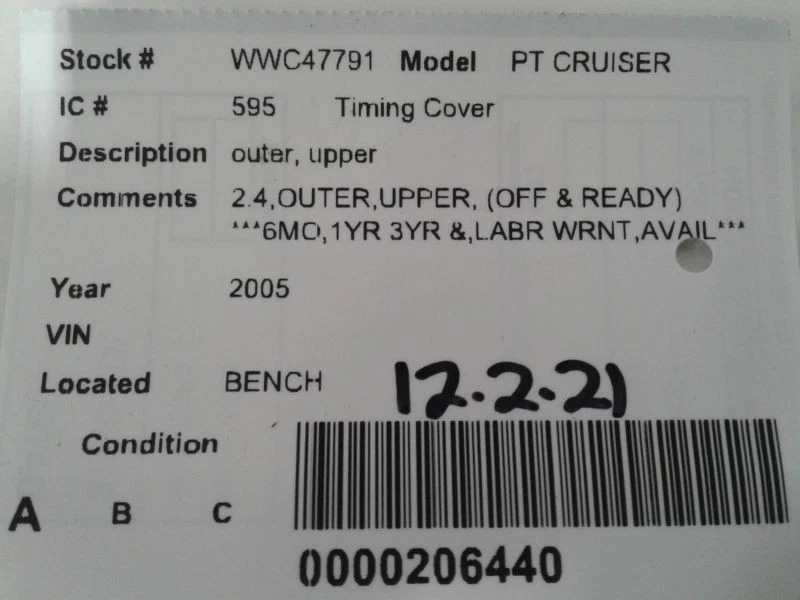 Stock # WWC47791 Model PT CRUISER
IC # 595 Timing Cover
Description outer, upper
Comments 2.4,OUTER,UPPER, (OFF & READY)
***6MO,1YR 3YR &,LABR WRNT,AVAIL***
Year 2005
VIN
Located BENCH 12.2.21
Condition
A B C
0000206440